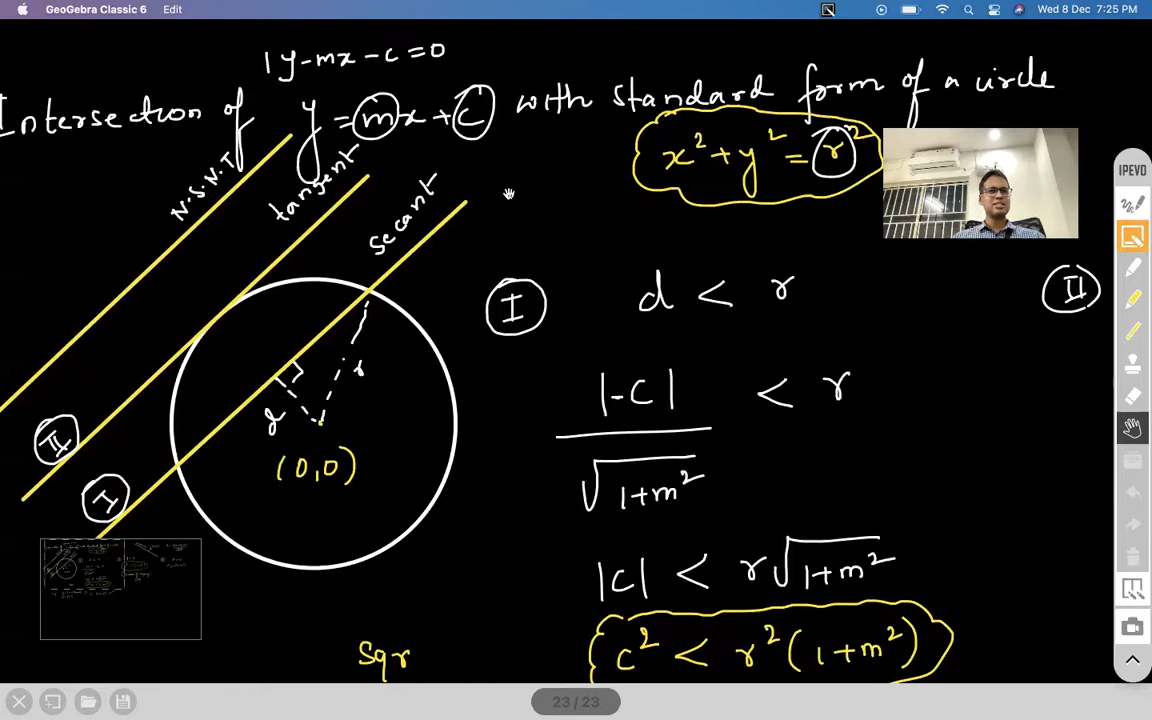 GeoGebra Classic 6 Edit Wed 8 Dec 7:25 PM
1y-mx-c=0
Intersection of y=mx+c with standard form of a circle
x²+y²=r²
IPEVO
N.S.N.T
tangent
secant
I d < r II
|-c| / √1+m² < r
r
d
(0,0)
II
I
|c| < r√1+m²
c² < r²(1+m²)
Sqr
23 / 23